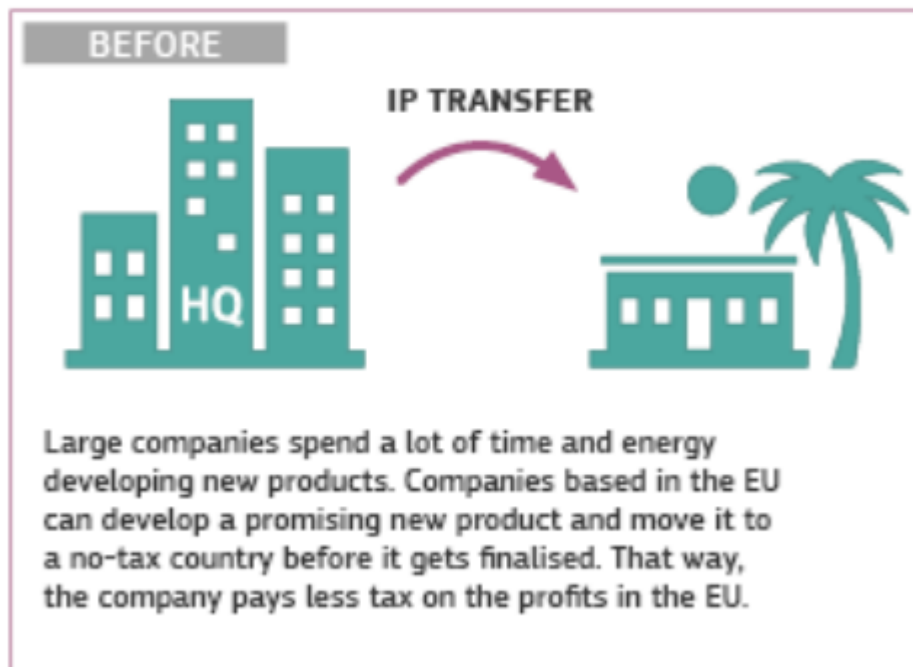 BEFORE
IP TRANSFER
HQ
Large companies spend a lot of time and energy
developing new products. Companies based in the EU
can develop a promising new product and move it to
a no-tax country before it gets finalised. That way,
the company pays less tax on the profits in the EU.